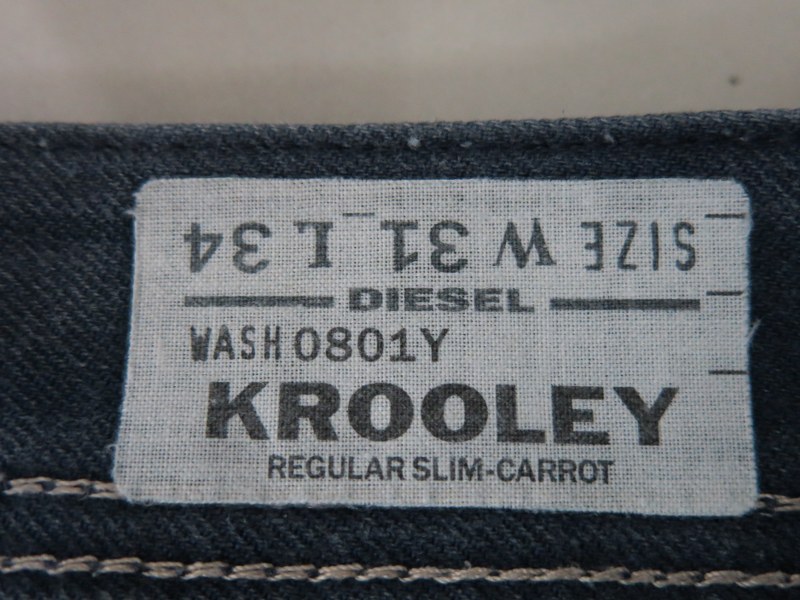 SIZE W 31 L 34
DIESEL
WASH 0801Y
KROOLEY
REGULAR SLIM-CARROT